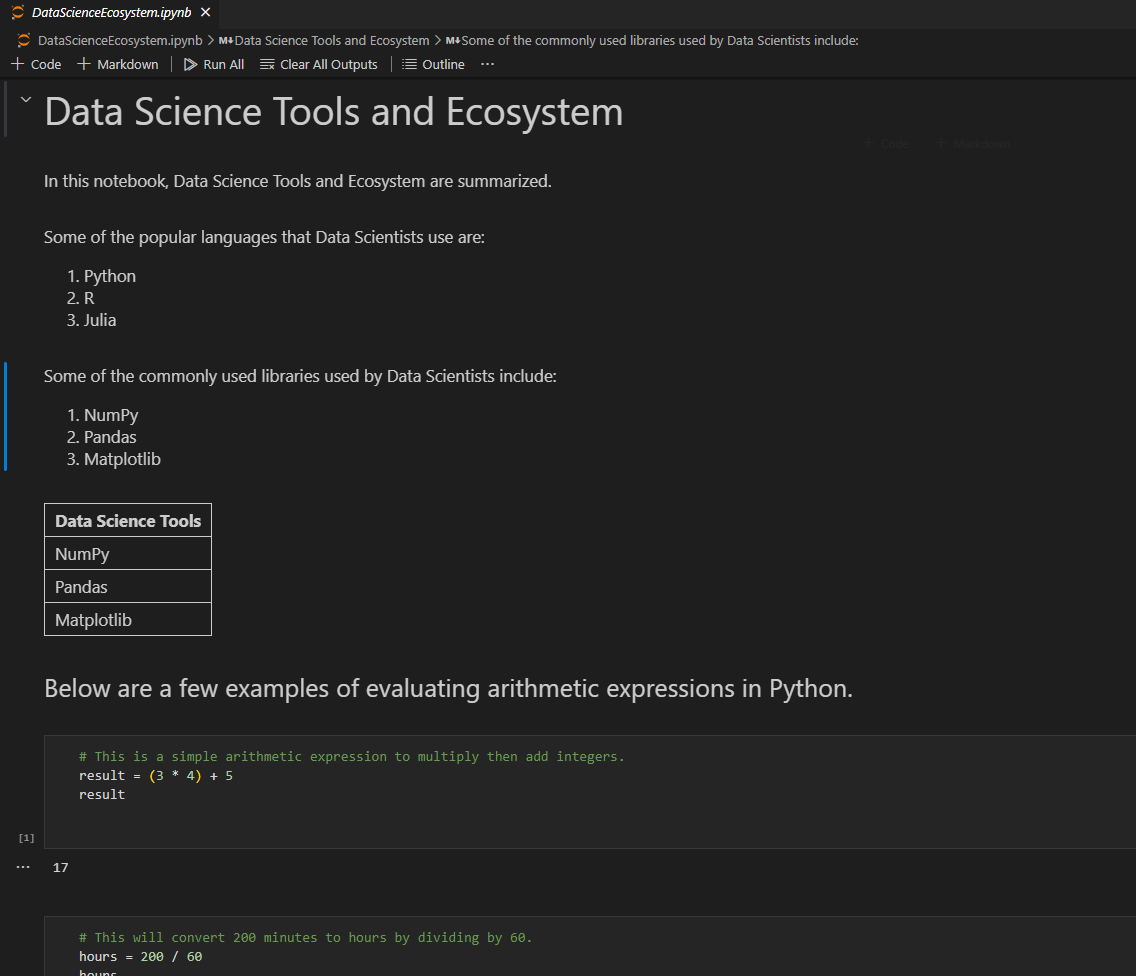 DataScienceEcosystem.ipynb
DataScienceEcosystem.ipynb > M↓Data Science Tools and Ecosystem > M↓Some of the commonly used libraries used by Data Scientists include:
+ Code + Markdown | Run All Clear All Outputs | Outline ...
Data Science Tools and Ecosystem
+ Code + Markdown
In this notebook, Data Science Tools and Ecosystem are summarized.
Some of the popular languages that Data Scientists use are:
1. Python
2. R
3. Julia
Some of the commonly used libraries used by Data Scientists include:
1. NumPy
2. Pandas
3. Matplotlib
Data Science Tools
NumPy
Pandas
Matplotlib
Below are a few examples of evaluating arithmetic expressions in Python.
# This is a simple arithmetic expression to multiply then add integers.
result = (3 * 4) + 5
result
[1]
... 17
# This will convert 200 minutes to hours by dividing by 60.
hours = 200 / 60
hours